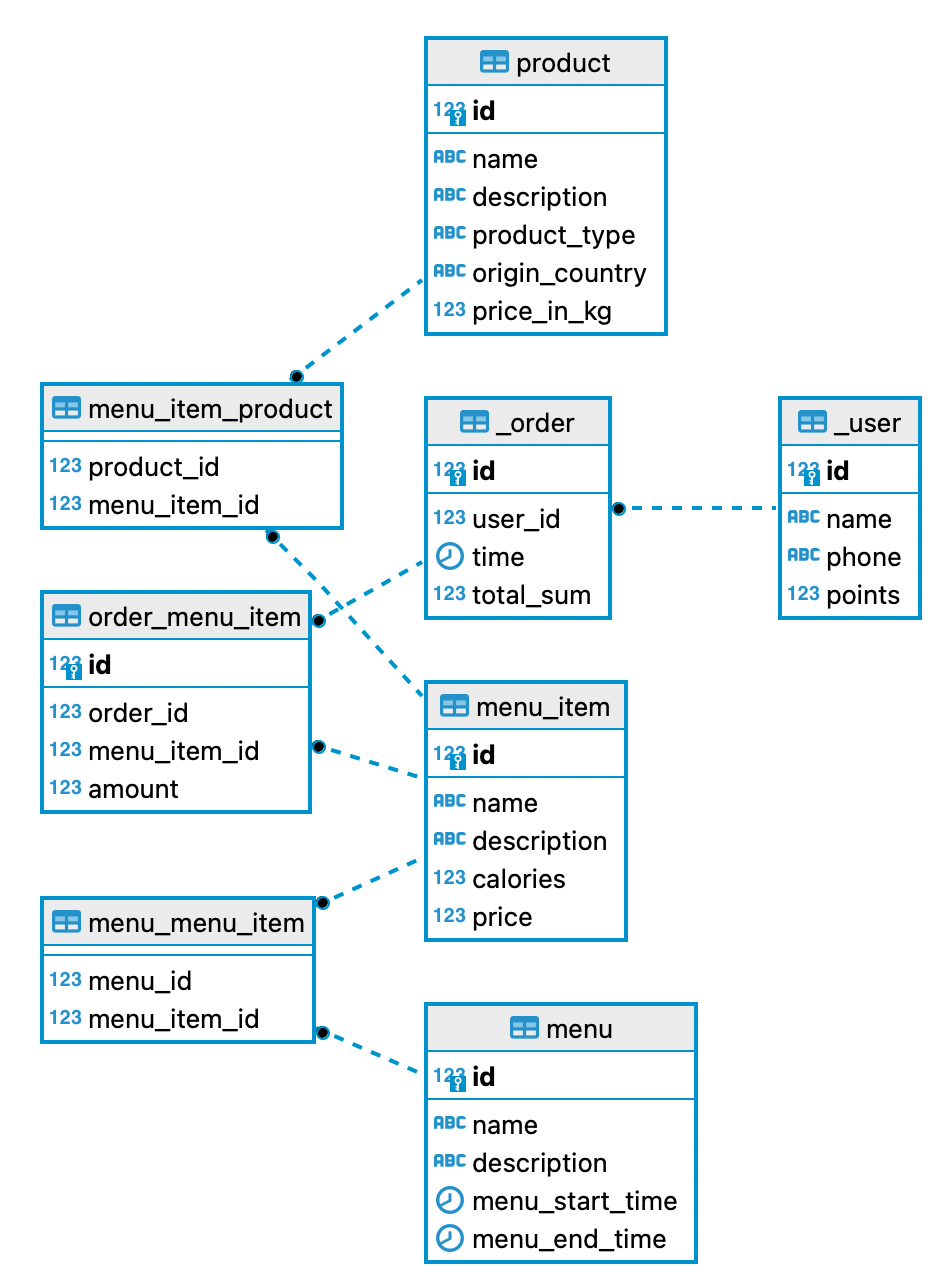 product
123 id
ABC name
ABC description
ABC product_type
ABC origin_country
123 price_in_kg
menu_item_product
123 product_id
123 menu_item_id
_order
123 id
123 user_id
time
123 total_sum
_user
123 id
ABC name
ABC phone
123 points
order_menu_item
123 id
123 order_id
123 menu_item_id
123 amount
menu_item
123 id
ABC name
ABC description
123 calories
123 price
menu_menu_item
123 menu_id
123 menu_item_id
menu
123 id
ABC name
ABC description
menu_start_time
menu_end_time